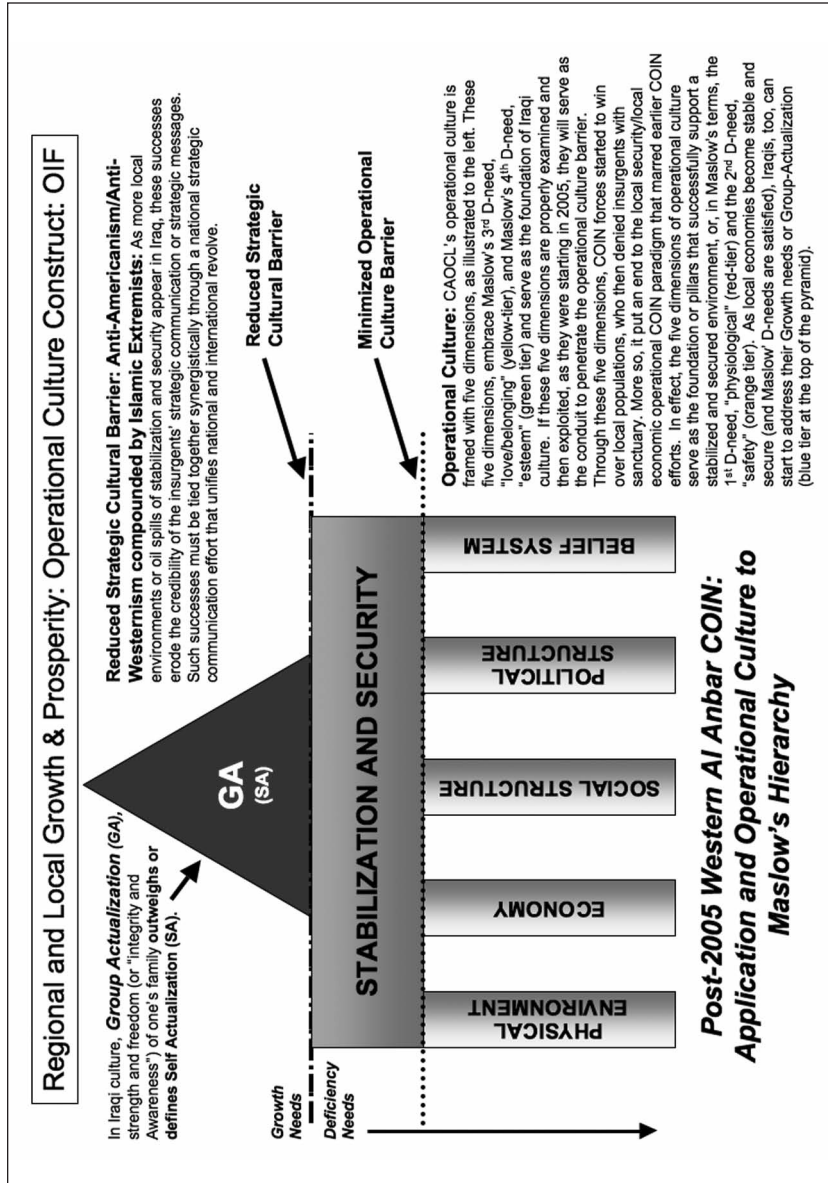 Regional and Local Growth & Prosperity: Operational Culture Construct: OIF
In Iraqi culture, Group Actualization (GA),
strength and freedom (or "integrity and
Awareness") of one's family outweighs or
defines Self Actualization (SA).
Reduced Strategic Cultural Barrier: Anti-Americanism/Anti-
Westernism compounded by Islamic Extremists: As more local
environments or oil spills of stabilization and security appear in Iraq, these successes
erode the credibility of the insurgents' strategic communication or strategic messages.
Such successes must be tied together synergistically through a national strategic
communication effort that unifies national and international revolve.
GA
(SA)
Growth
Needs
Deficiency
Needs
Reduced Strategic
Cultural Barrier
STABILIZATION AND SECURITY
Minimized Operational
Culture Barrier
PHYSICAL
ENVIRONMENT
ECONOMY
SOCIAL STRUCTURE
POLITICAL
STRUCTURE
BELIEF SYSTEM
Operational Culture: CAOCL's operational culture is
framed with five dimensions, as illustrated to the left. These
five dimensions, embrace Maslow's 3rd D-need,
"love/belonging" (yellow-tier), and Maslow's 4th D-need,
"esteem" (green tier) and serve as the foundation of Iraqi
culture. If these five dimensions are properly examined and
then exploited, as they were starting in 2005, they will serve as
the conduit to penetrate the operational culture barrier.
Through these five dimensions, COIN forces started to win
over local populations, who then denied insurgents with
sanctuary. More so, it put an end to the local security/local
economic operational COIN paradigm that marred earlier COIN
efforts. In effect, the five dimensions of operational culture
serve as the foundation or pillars that successfully support a
stabilized and secured environment, or, in Maslow's terms, the
1st D-need, "physiological" (red-tier) and the 2nd D-need,
"safety" (orange tier). As local economies become stable and
secure (and Maslow' D-needs are satisfied), Iraqis, too, can
start to address their Growth needs or Group-Actualization
(blue tier at the top of the pyramid).
Post-2005 Western Al Anbar COIN:
Application and Operational Culture to
Maslow's Hierarchy